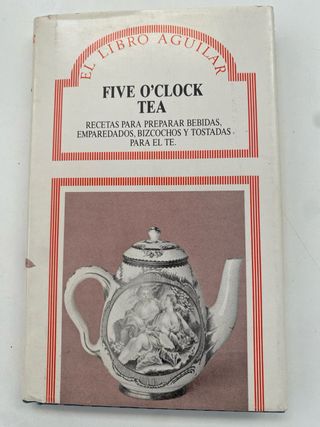 EL LIBRO AGUILAR
FIVE O'CLOCK
TEA
RECETAS PARA PREPARAR BEBIDAS,
EMPAREDADOS, BIZCOCHOS Y TOSTADAS
PARA EL TE.